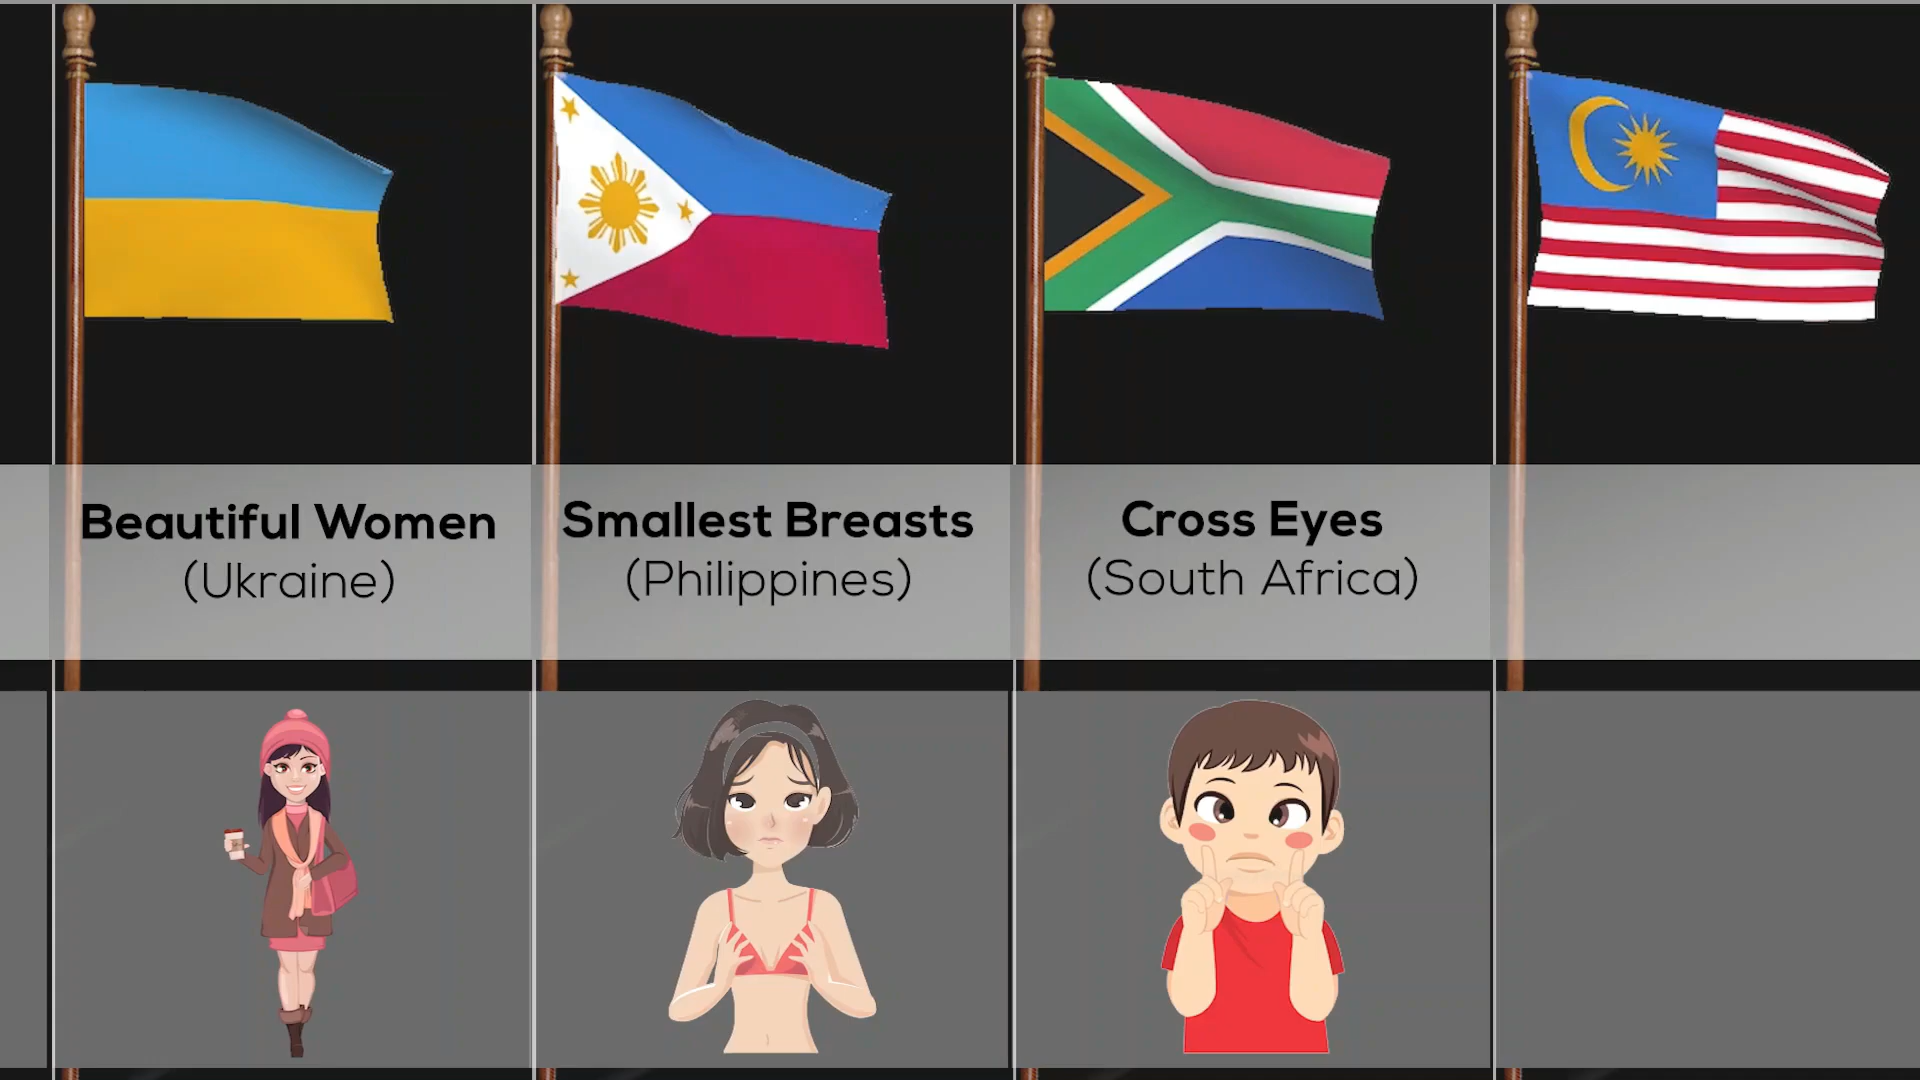 Beautiful Women
(Ukraine)
Smallest Breasts
(Philippines)
Cross Eyes
(South Africa)